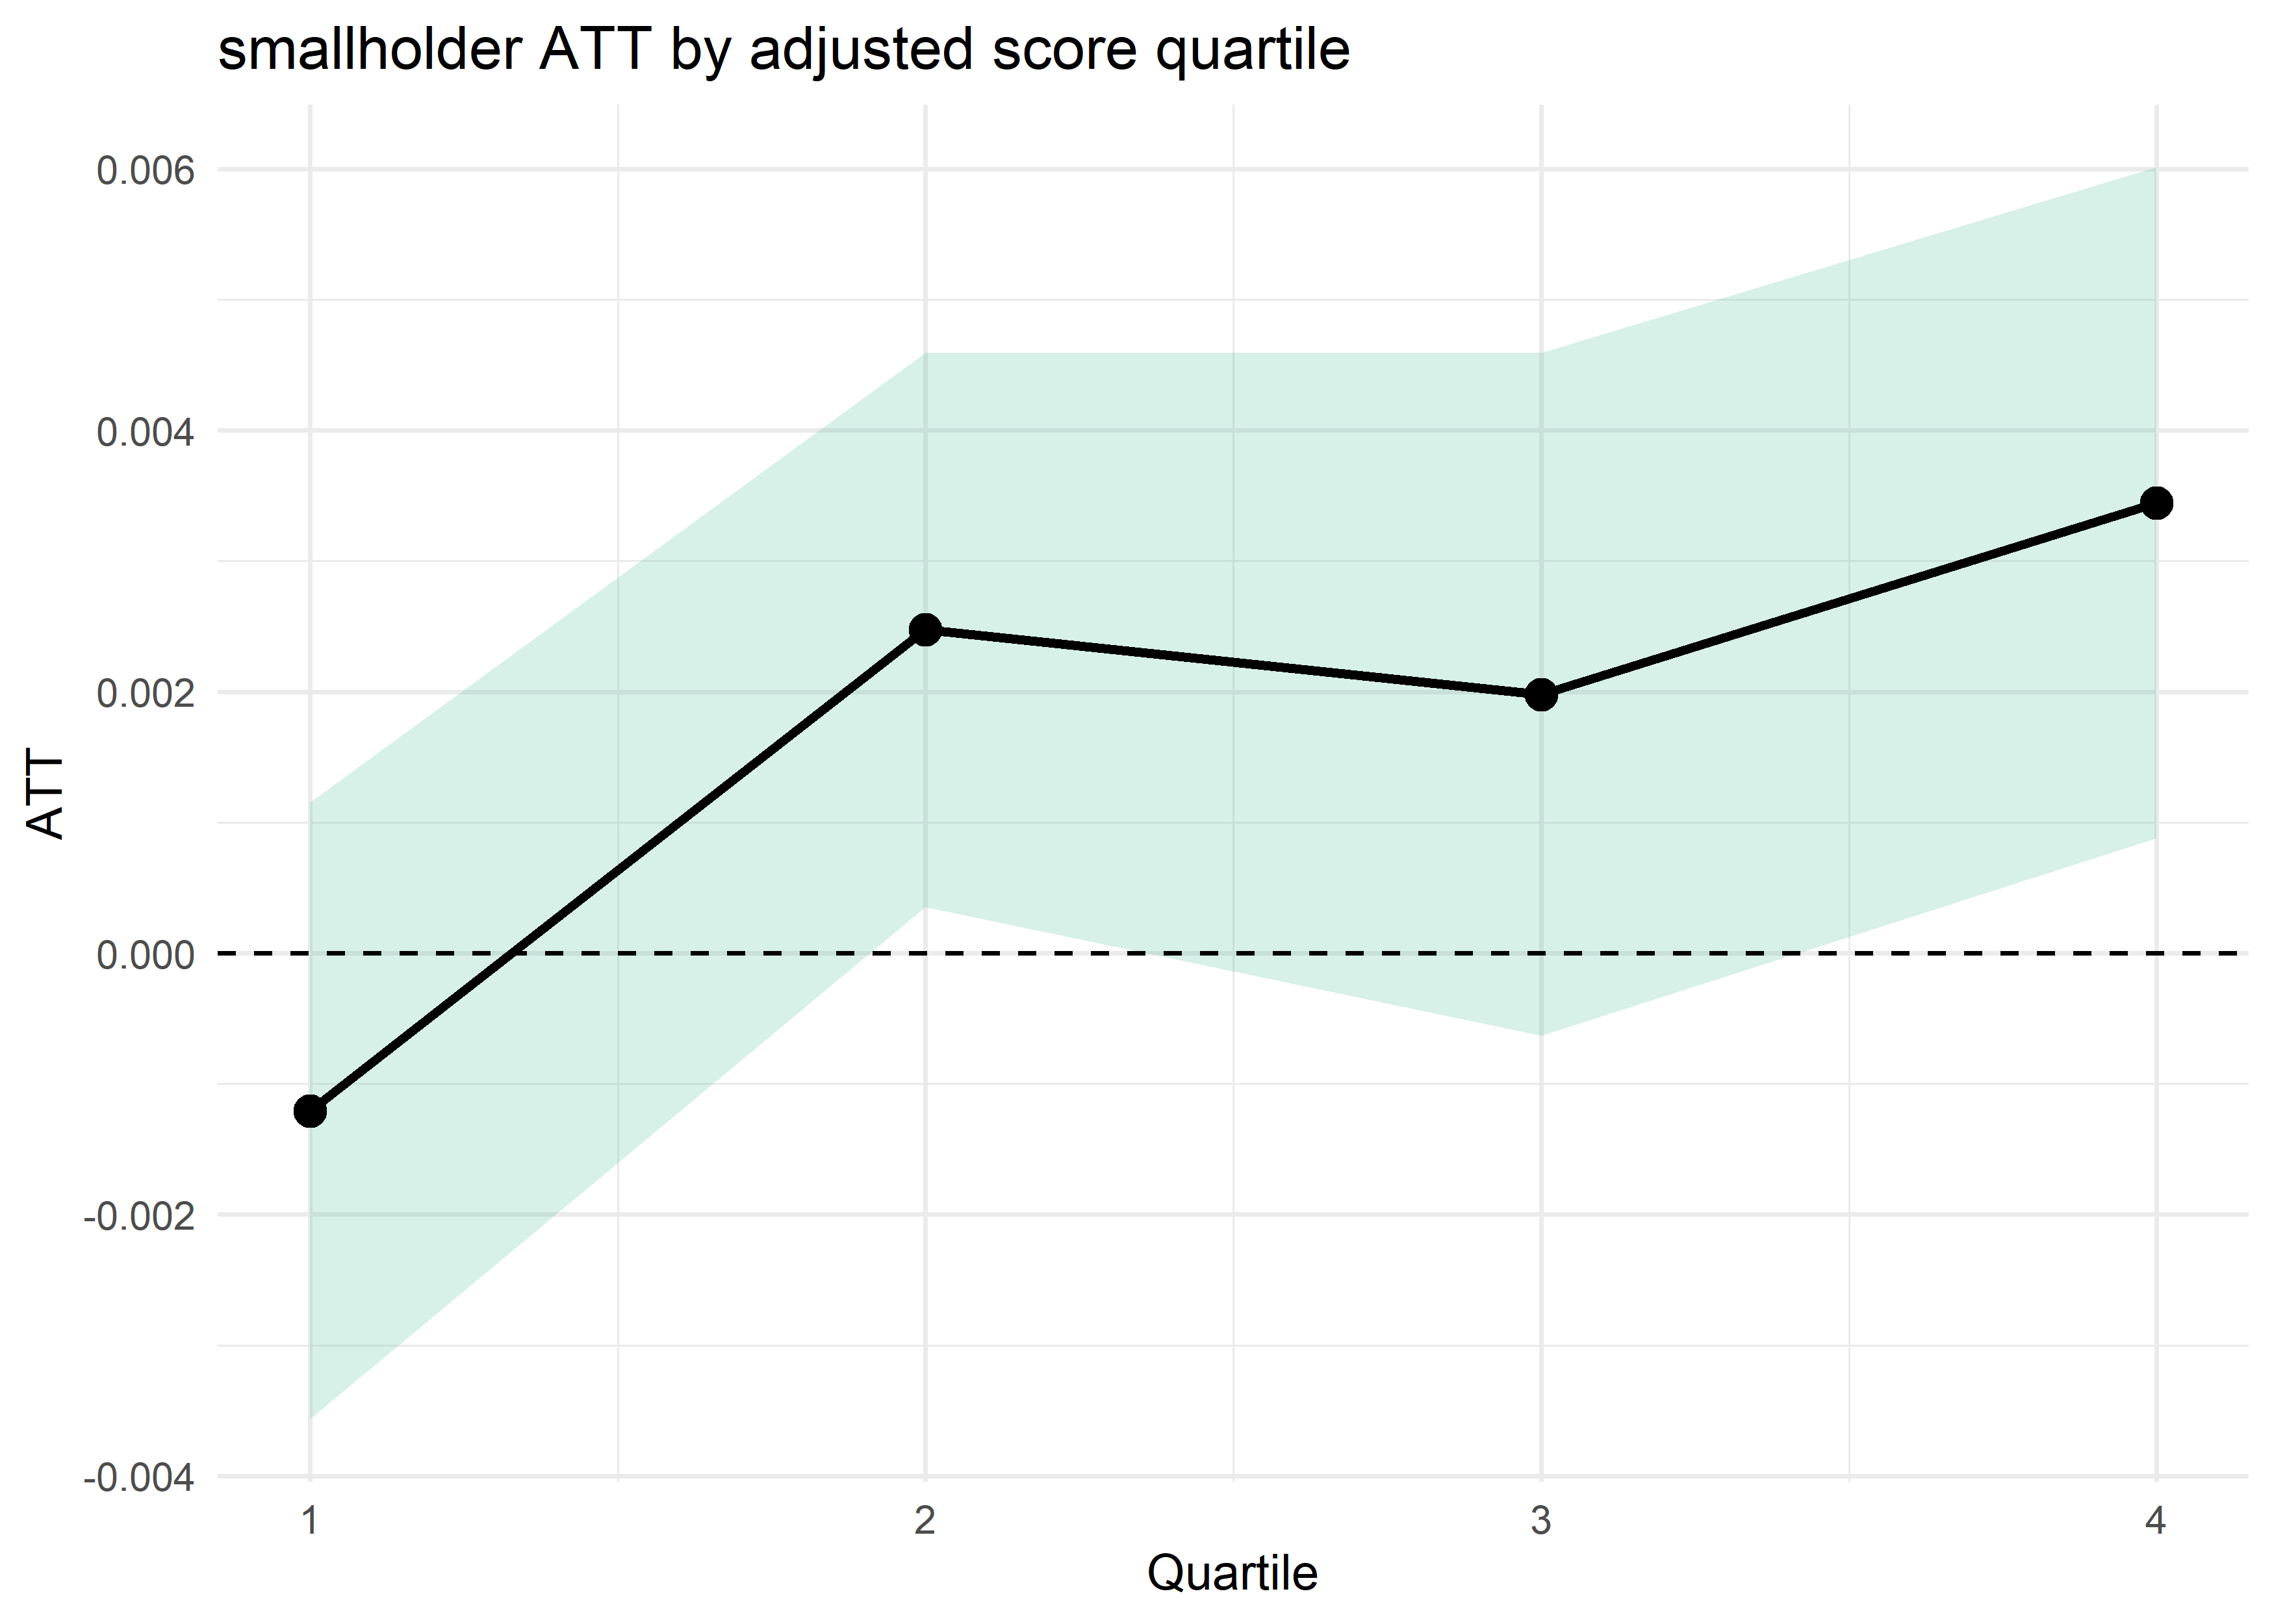 smallholder ATT by adjusted score quartile
0.006
0.004
0.002
0.000
-0.002
-0.004
ATT
1 2 3 4
Quartile